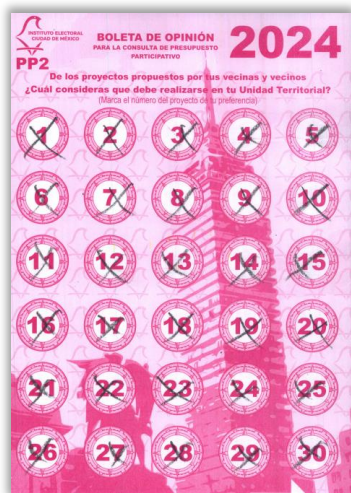 INSTITUTO ELECTORAL
CIUDAD DE MÉXICO
PP2
BOLETA DE OPINIÓN
PARA LA CONSULTA DE PRESUPUESTO
PARTICIPATIVO
2024
De los proyectos propuestos por tus vecinas y vecinos
¿Cuál consideras que debe realizarse en tu Unidad Territorial?
(Marca el número del proyecto de tu preferencia)
1 2 3 4 5
6 7 8 9 10
11 12 13 14 15
16 17 18 19 20
21 22 23 24 25
26 27 28 29 30